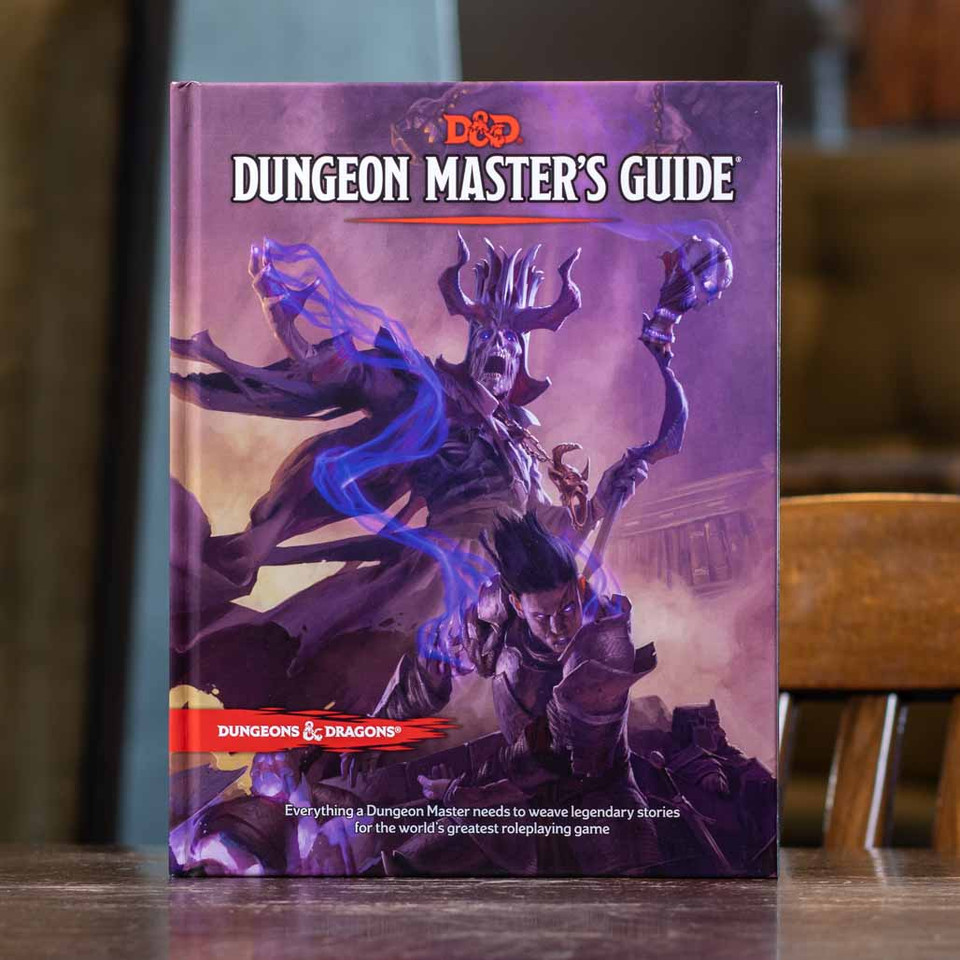 D&D
DUNGEON MASTER'S GUIDE®
DUNGEONS & DRAGONS®
Everything a Dungeon Master needs to weave legendary stories
for the world's greatest roleplaying game